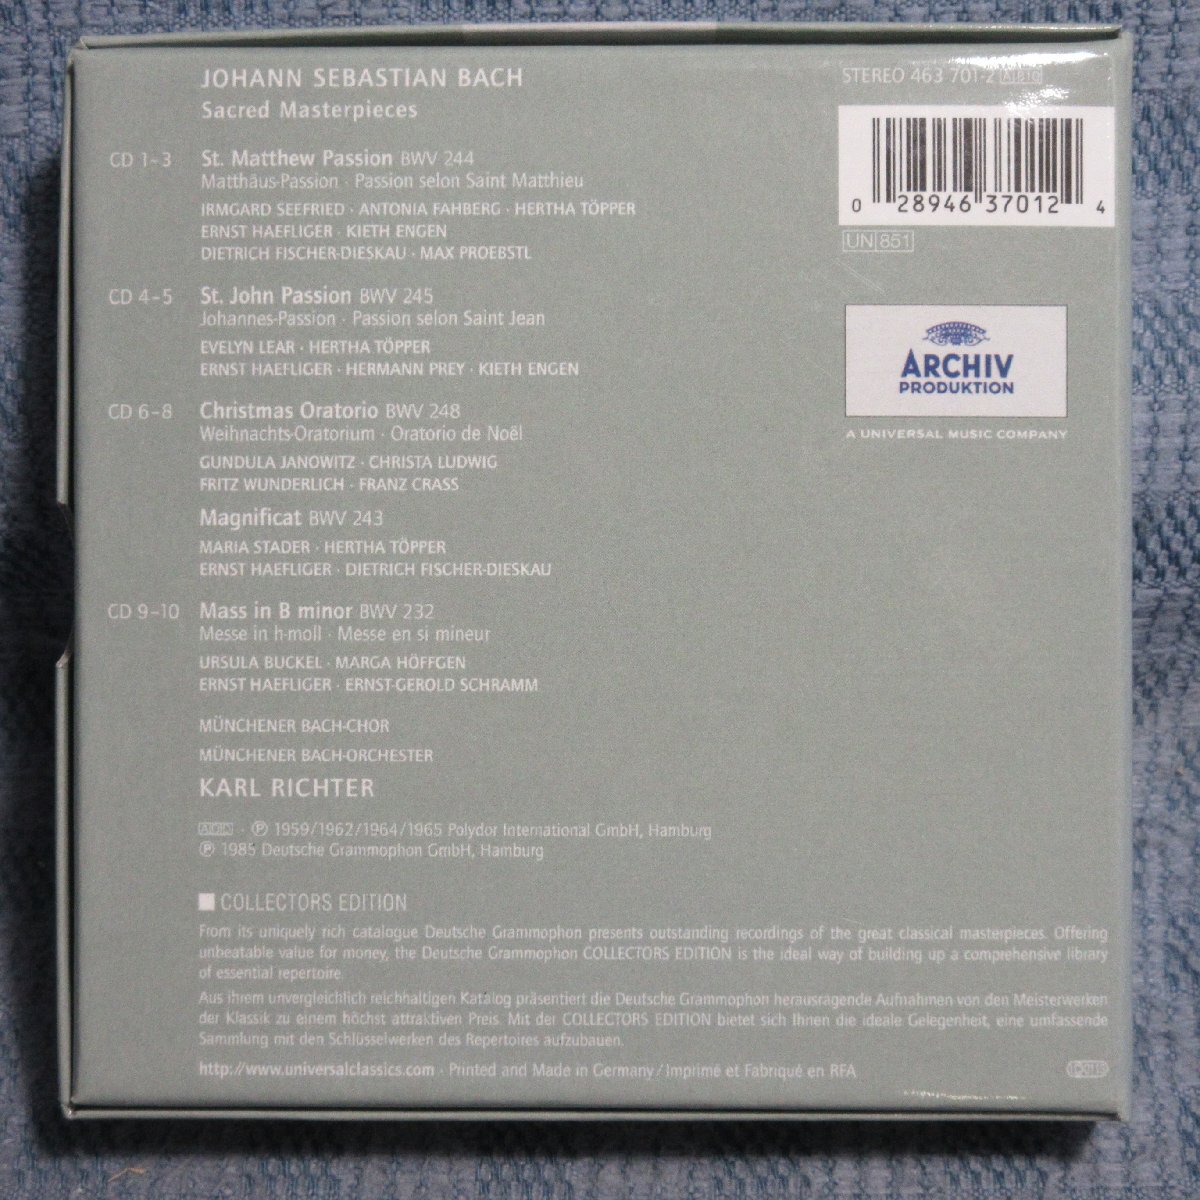 JOHANN SEBASTIAN BACH
Sacred Masterpieces
STEREO 463 701-2
0 28946 37012 4
UN 851
ARCHIV
PRODUKTION
A UNIVERSAL MUSIC COMPANY
CD 1-3 St. Matthew Passion BWV 244
Matthäus-Passion · Passion selon Saint Matthieu
IRMGARD SEEFRIED · ANTONIA FAHBERG · HERTHA TÖPPER
ERNST HAEFLIGER · KIETH ENGEN
DIETRICH FISCHER-DIESKAU · MAX PROEBSTL
CD 4-5 St. John Passion BWV 245
Johannes-Passion · Passion selon Saint Jean
EVELYN LEAR · HERTHA TÖPPER
ERNST HAEFLIGER · HERMANN PREY · KIETH ENGEN
CD 6-8 Christmas Oratorio BWV 248
Weihnachts-Oratorium · Oratorio de Noël
GUNDULA JANOWITZ · CHRISTA LUDWIG
FRITZ WUNDERLICH · FRANZ CRASS
Magnificat BWV 243
MARIA STADER · HERTHA TÖPPER
ERNST HAEFLIGER · DIETRICH FISCHER-DIESKAU
CD 9-10 Mass in B minor BWV 232
Messe in h-moll · Messe en si mineur
URSULA BUCKEL · MARGA HÖFFGEN
ERNST HAEFLIGER · ERNST-GEROLD SCHRAMM
MÜNCHENER BACH-CHOR
MÜNCHENER BACH-ORCHESTER
KARL RICHTER
℗ 1959/1962/1964/1965 Polydor International GmbH, Hamburg
℗ 1985 Deutsche Grammophon GmbH, Hamburg
COLLECTORS EDITION
From its uniquely rich catalogue Deutsche Grammophon presents outstanding recordings of the great classical masterpieces. Offering
unbeatable value for money, the Deutsche Grammophon COLLECTORS EDITION is the ideal way of building up a comprehensive library
of essential repertoire.
Aus ihrem unvergleichlich reichhaltigen Katalog präsentiert die Deutsche Grammophon herausragende Aufnahmen von den Meisterwerken
der Klassik zu einem höchst attraktiven Preis. Mit der COLLECTORS EDITION bietet sich Ihnen die ideale Gelegenheit, eine umfassende
Sammlung mit den Schlüsselwerken des Repertoires aufzubauen.
http://www.universalclassics.com · Printed and Made in Germany/Imprimé et Fabriqué en RFA